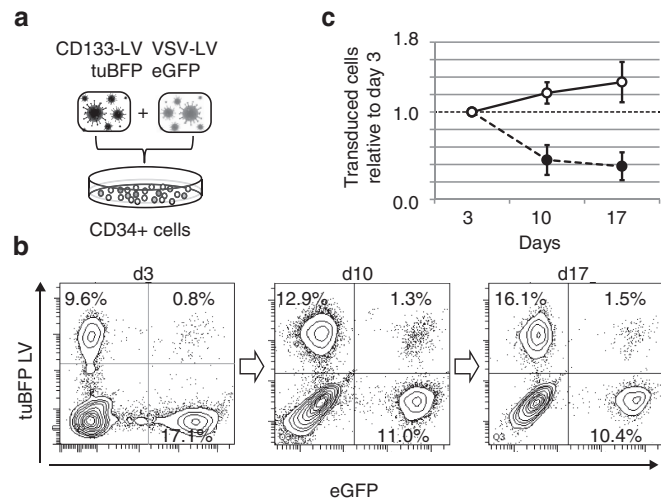 a
CD133-LV VSV-LV
tuBFP eGFP
+
CD34+ cells
c
Transduced cells
relative to day 3
1.8
1.0
0.0
3 10 17
Days
b
d3 d10 d17
9.6% 0.8% 12.9% 1.3% 16.1% 1.5%
17.1% 11.0% 10.4%
Q3
tuBFP LV
eGFP